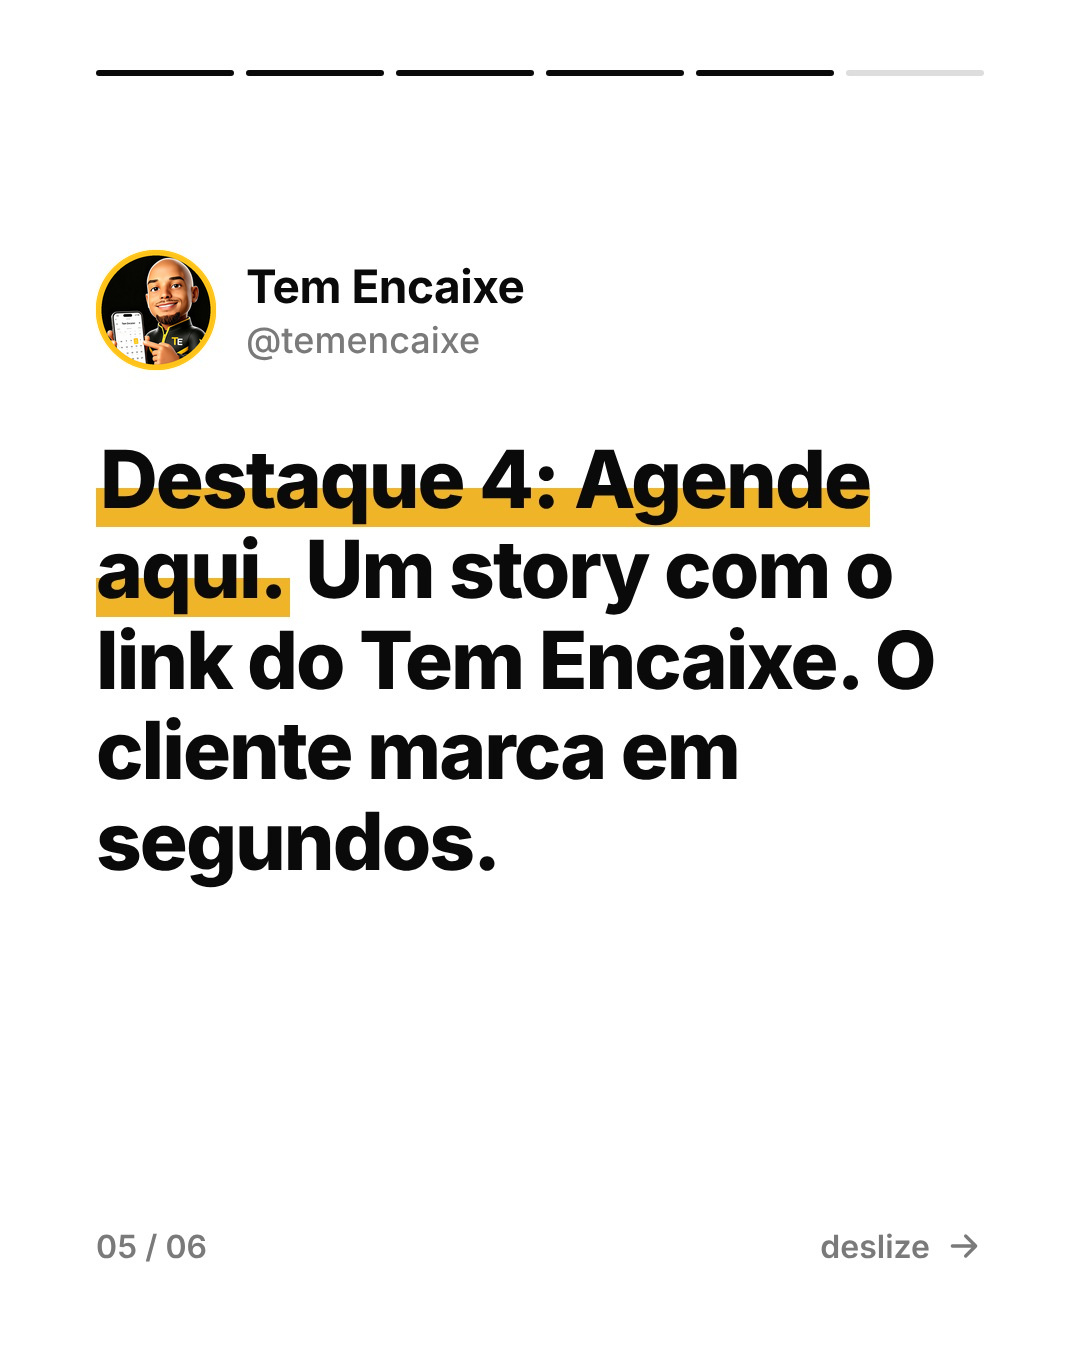 Tem Encaixe
@temencaixe
TE
Destaque 4: Agende
aqui. Um story com o
link do Tem Encaixe. O
cliente marca em
segundos.
05 / 06
deslize →